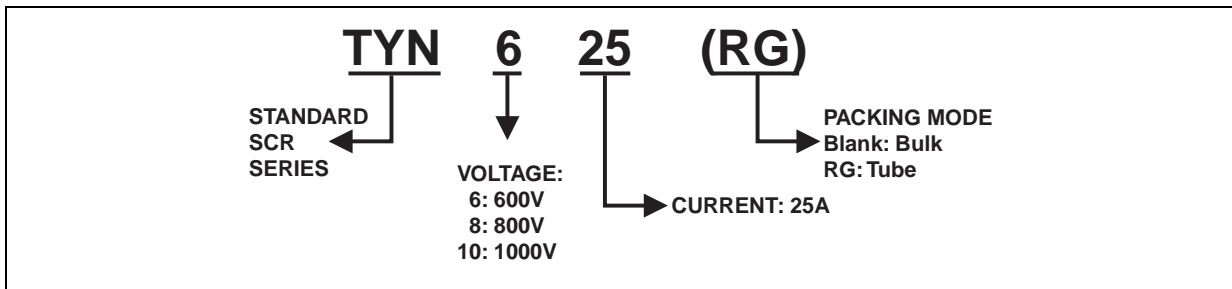 TYN 6 25 (RG)
STANDARD
SCR
SERIES
VOLTAGE:
6: 600V
8: 800V
10: 1000V
CURRENT: 25A
PACKING MODE
Blank: Bulk
RG: Tube